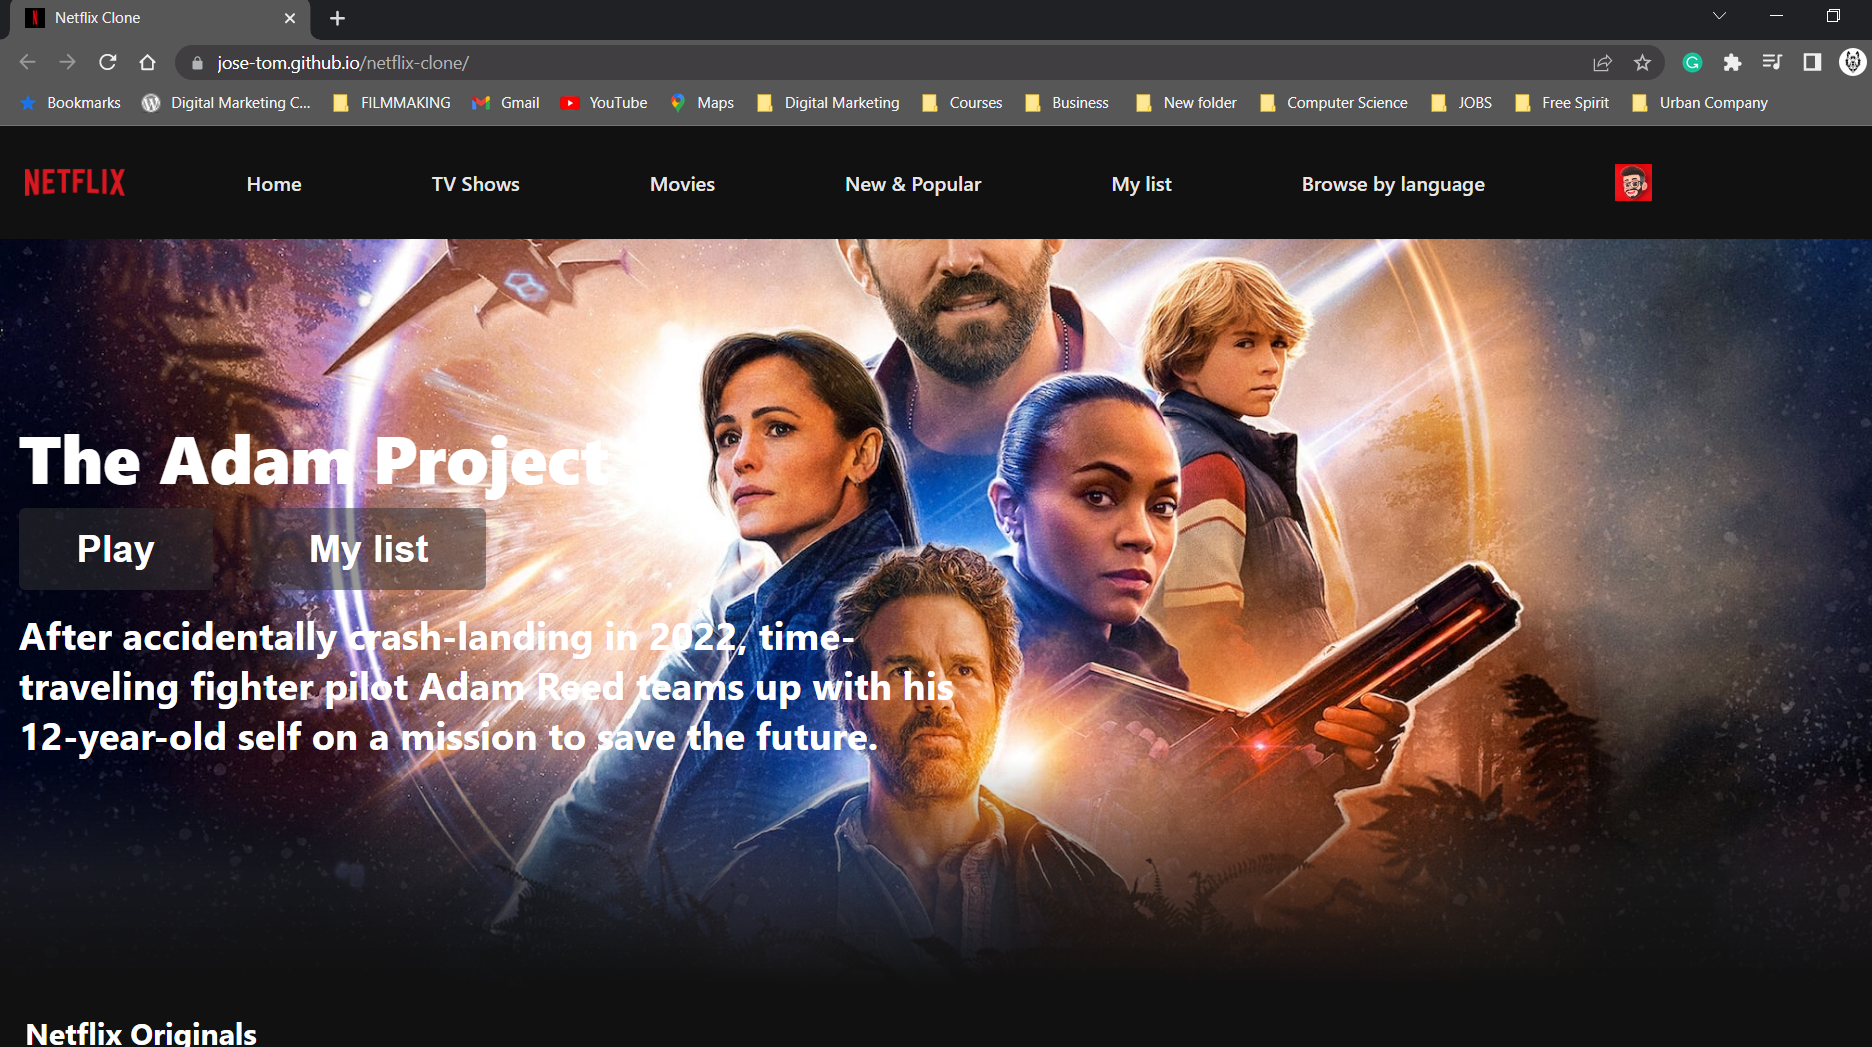 Netflix Clone
jose-tom.github.io/netflix-clone/
Bookmarks Digital Marketing C... FILMMAKING Gmail YouTube Maps Digital Marketing Courses Business New folder Computer Science JOBS Free Spirit Urban Company
NETFLIX Home TV Shows Movies New & Popular My list Browse by language
The Adam Project
Play My list
After accidentally crash-landing in 2022, time-
traveling fighter pilot Adam Reed teams up with his
12-year-old self on a mission to save the future.
Netflix Originals